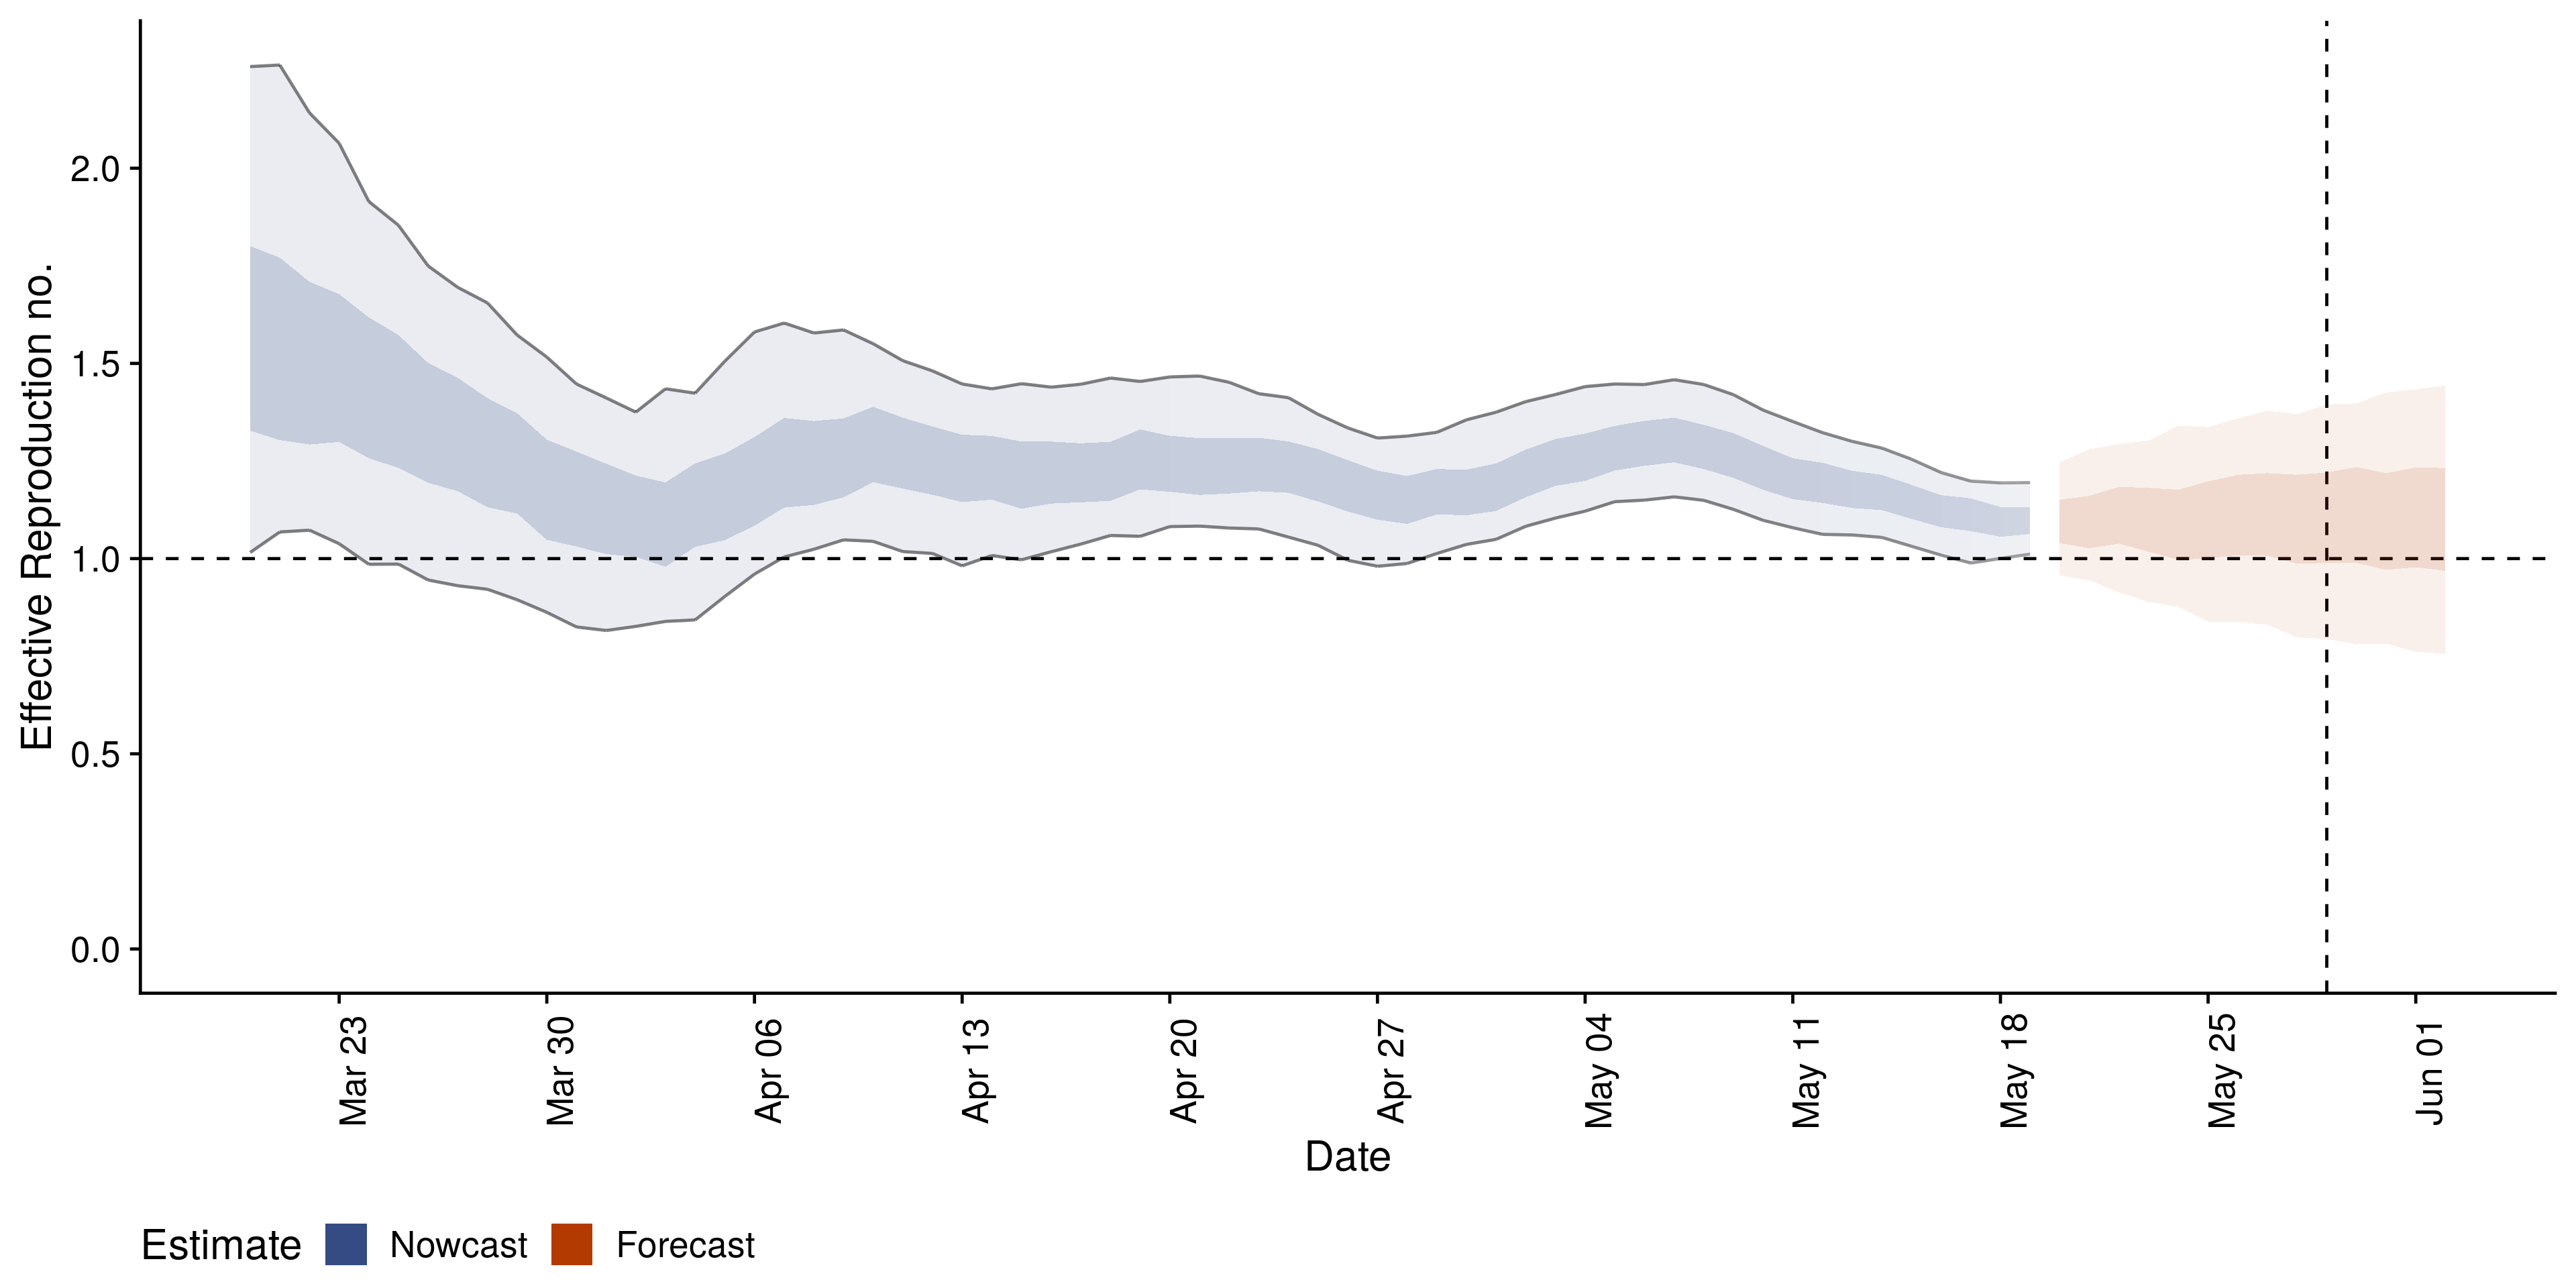 Effective Reproduction no.
2.0
1.5
1.0
0.5
0.0
Mar 23
Mar 30
Apr 06
Apr 13
Apr 20
Apr 27
May 04
May 11
May 18
May 25
Jun 01
Date
Estimate Nowcast Forecast